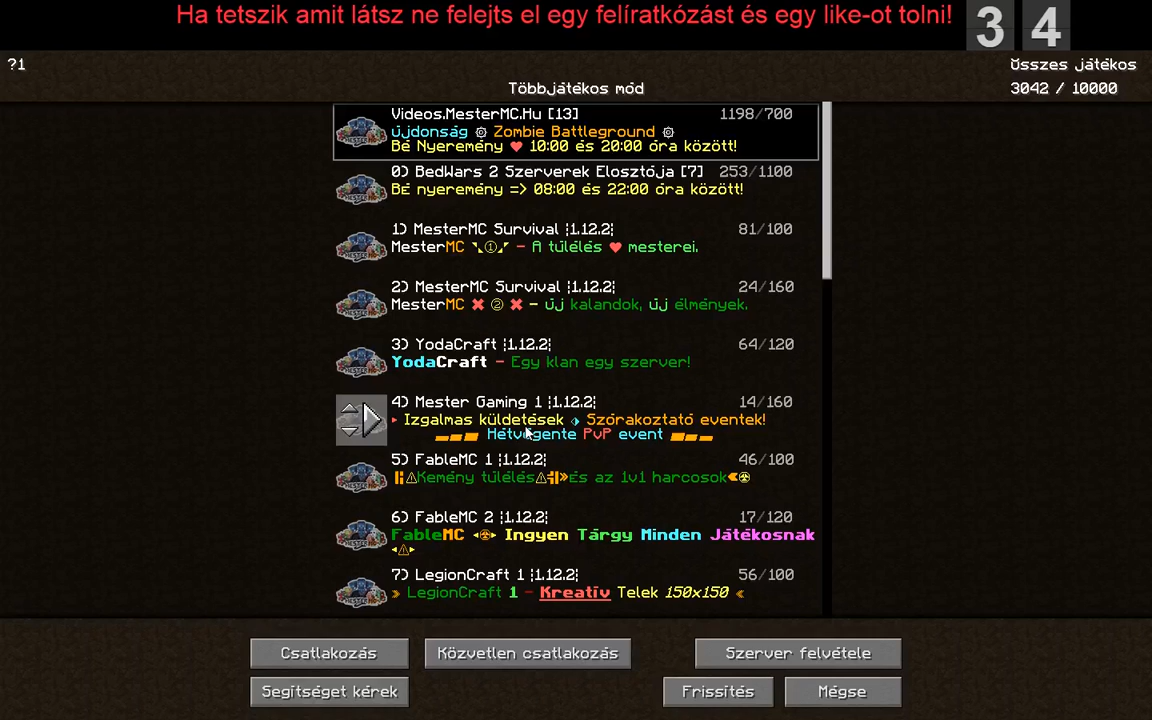 Ha tetszik amit látsz ne felejts el egy felíratkózást és egy like-ot tolni!
3 4
?1
Összes játékos
Többjátékos mód
3042 / 10000
Videos.MesterMC.Hu [13] 1198/700
újdonság Zombie Battleground
Bé Nyeremény ♥ 10:00 és 20:00 óra között!
0) BedWars 2 Szerverek Elosztója [7] 253/1100
Bé nyeremény => 08:00 és 22:00 óra között!
1) MesterMC Survival |1.12.2| 81/100
MesterMC ① - A túlélés ♥ mesterei.
2) MesterMC Survival |1.12.2| 24/160
MesterMC ✖ ② ✖ - új kalandok, új élmények.
3) YodaCraft |1.12.2| 64/120
YodaCraft - Egy klan egy szerver!
4) Mester Gaming 1 |1.12.2| 14/160
Izgalmas küldetések Szórakoztató eventek!
Hétvégente PvP event
5) FableMC 1 |1.12.2| 46/100
⚠Kemény túlélés⚠»És az 1v1 harcosok☢
6) FableMC 2 |1.12.2| 17/120
FableMC ☢ Ingyen Tárgy Minden Játékosnak
⚠
7) LegionCraft 1 |1.12.2| 56/100
» LegionCraft 1 - Kreatív Telek 150x150 «
Csatlakozás Közvetlen csatlakozás Szerver felvétele
Segítséget kérek Frissítés Mégse